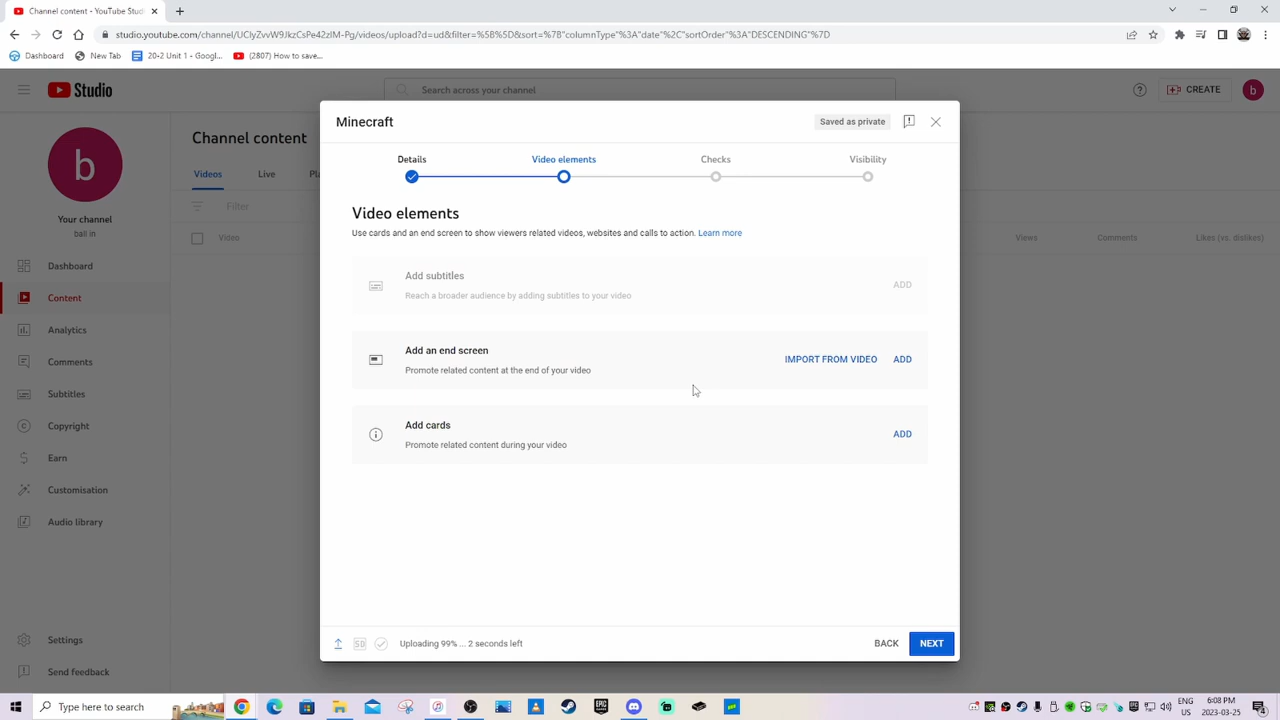 Channel content - YouTube Studi
studio.youtube.com/channel/UCIyZvvW9JkzCsPe42zIM-Pg/videos/upload?d=ud&filter=%5B%5D&sort=%7B"columnType"%3A"date"%2C"sortOrder"%3A"DESCENDING"%7D
Dashboard
New Tab
20-2 Unit 1 - Googl...
(2807) How to save...
Studio
Search across your channel
CREATE
b
b
Your channel
ball in
Dashboard
Content
Analytics
Comments
Subtitles
Copyright
Earn
Customisation
Audio library
Settings
Send feedback
Channel content
Videos
Live
Pla
Filter
Video
Views
Comments
Likes (vs. dislikes)
Minecraft
Saved as private
Details
Video elements
Checks
Visibility
Video elements
Use cards and an end screen to show viewers related videos, websites and calls to action. Learn more
Add subtitles
Reach a broader audience by adding subtitles to your video
ADD
Add an end screen
Promote related content at the end of your video
IMPORT FROM VIDEO
ADD
Add cards
Promote related content during your video
ADD
SD
Uploading 99% ... 2 seconds left
BACK
NEXT
Type here to search
EPIC
ENG
US
6:08 PM
2023-03-25